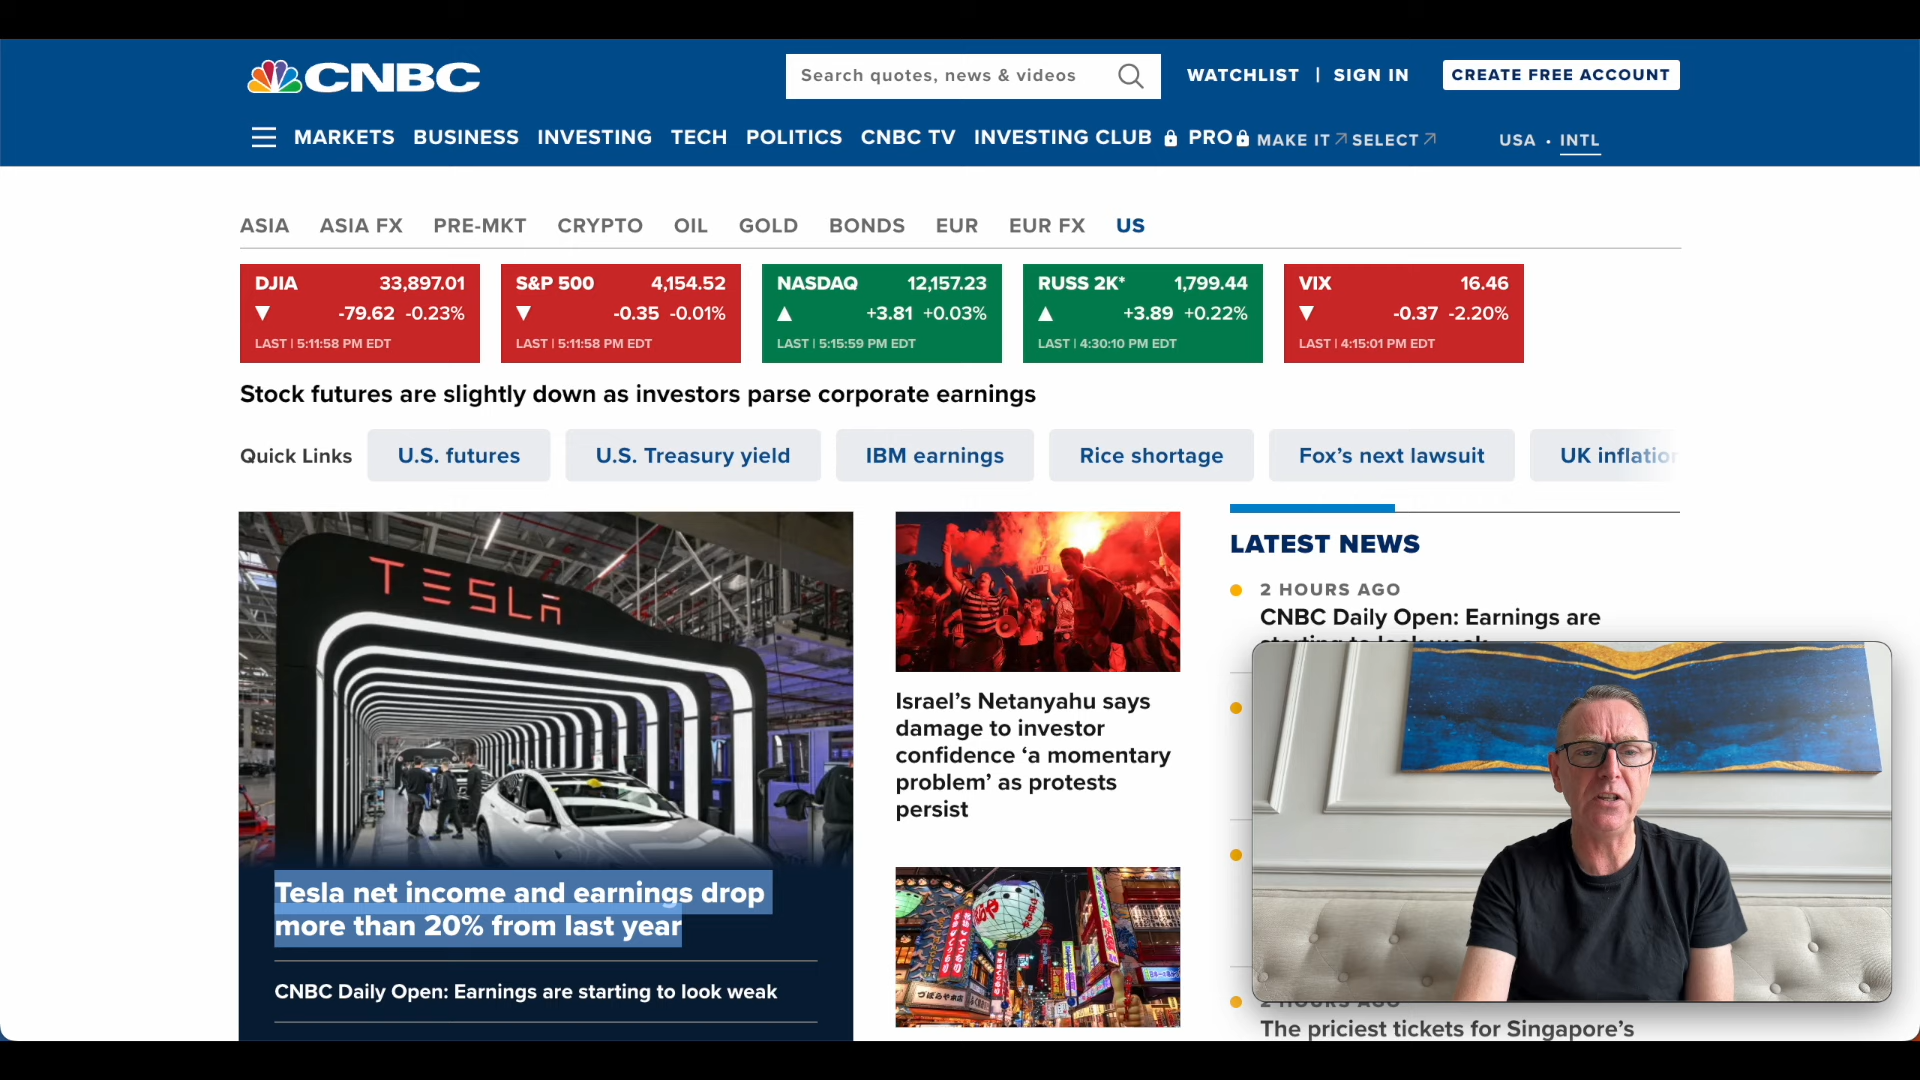 CNBC
Search quotes, news & videos
WATCHLIST | SIGN IN
CREATE FREE ACCOUNT
MARKETS BUSINESS INVESTING TECH POLITICS CNBC TV INVESTING CLUB PRO MAKE IT SELECT USA • INTL
ASIA ASIA FX PRE-MKT CRYPTO OIL GOLD BONDS EUR EUR FX US
DJIA 33,897.01
▼ -79.62 -0.23%
LAST | 5:11:58 PM EDT
S&P 500 4,154.52
▼ -0.35 -0.01%
LAST | 5:11:58 PM EDT
NASDAQ 12,157.23
▲ +3.81 +0.03%
LAST | 5:15:59 PM EDT
RUSS 2K* 1,799.44
▲ +3.89 +0.22%
LAST | 4:30:10 PM EDT
VIX 16.46
▼ -0.37 -2.20%
LAST | 4:15:01 PM EDT
Stock futures are slightly down as investors parse corporate earnings
Quick Links U.S. futures U.S. Treasury yield IBM earnings Rice shortage Fox’s next lawsuit UK inflation
TESLA
Tesla net income and earnings drop
more than 20% from last year
CNBC Daily Open: Earnings are starting to look weak
Israel’s Netanyahu says
damage to investor
confidence ‘a momentary
problem’ as protests
persist
LATEST NEWS
2 HOURS AGO
CNBC Daily Open: Earnings are
starting to look weak
2 HOURS AGO
The priciest tickets for Singapore’s